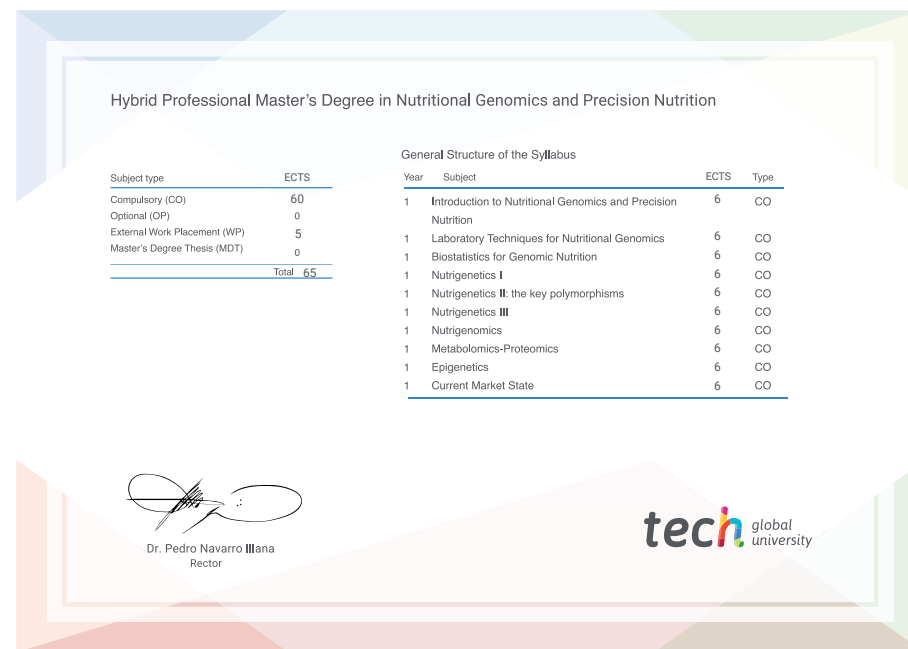 Hybrid Professional Master's Degree in Nutritional Genomics and Precision Nutrition
Subject type ECTS
Compulsory (CO) 60
Optional (OP) 0
External Work Placement (WP) 5
Master's Degree Thesis (MDT) 0
Total 65
General Structure of the Syllabus
Year Subject ECTS Type
1 Introduction to Nutritional Genomics and Precision 6 CO
Nutrition
1 Laboratory Techniques for Nutritional Genomics 6 CO
1 Biostatistics for Genomic Nutrition 6 CO
1 Nutrigenetics I 6 CO
1 Nutrigenetics II: the key polymorphisms 6 CO
1 Nutrigenetics III 6 CO
1 Nutrigenomics 6 CO
1 Metabolomics-Proteomics 6 CO
1 Epigenetics 6 CO
1 Current Market State 6 CO
Dr. Pedro Navarro Illana
Rector
tech global
university